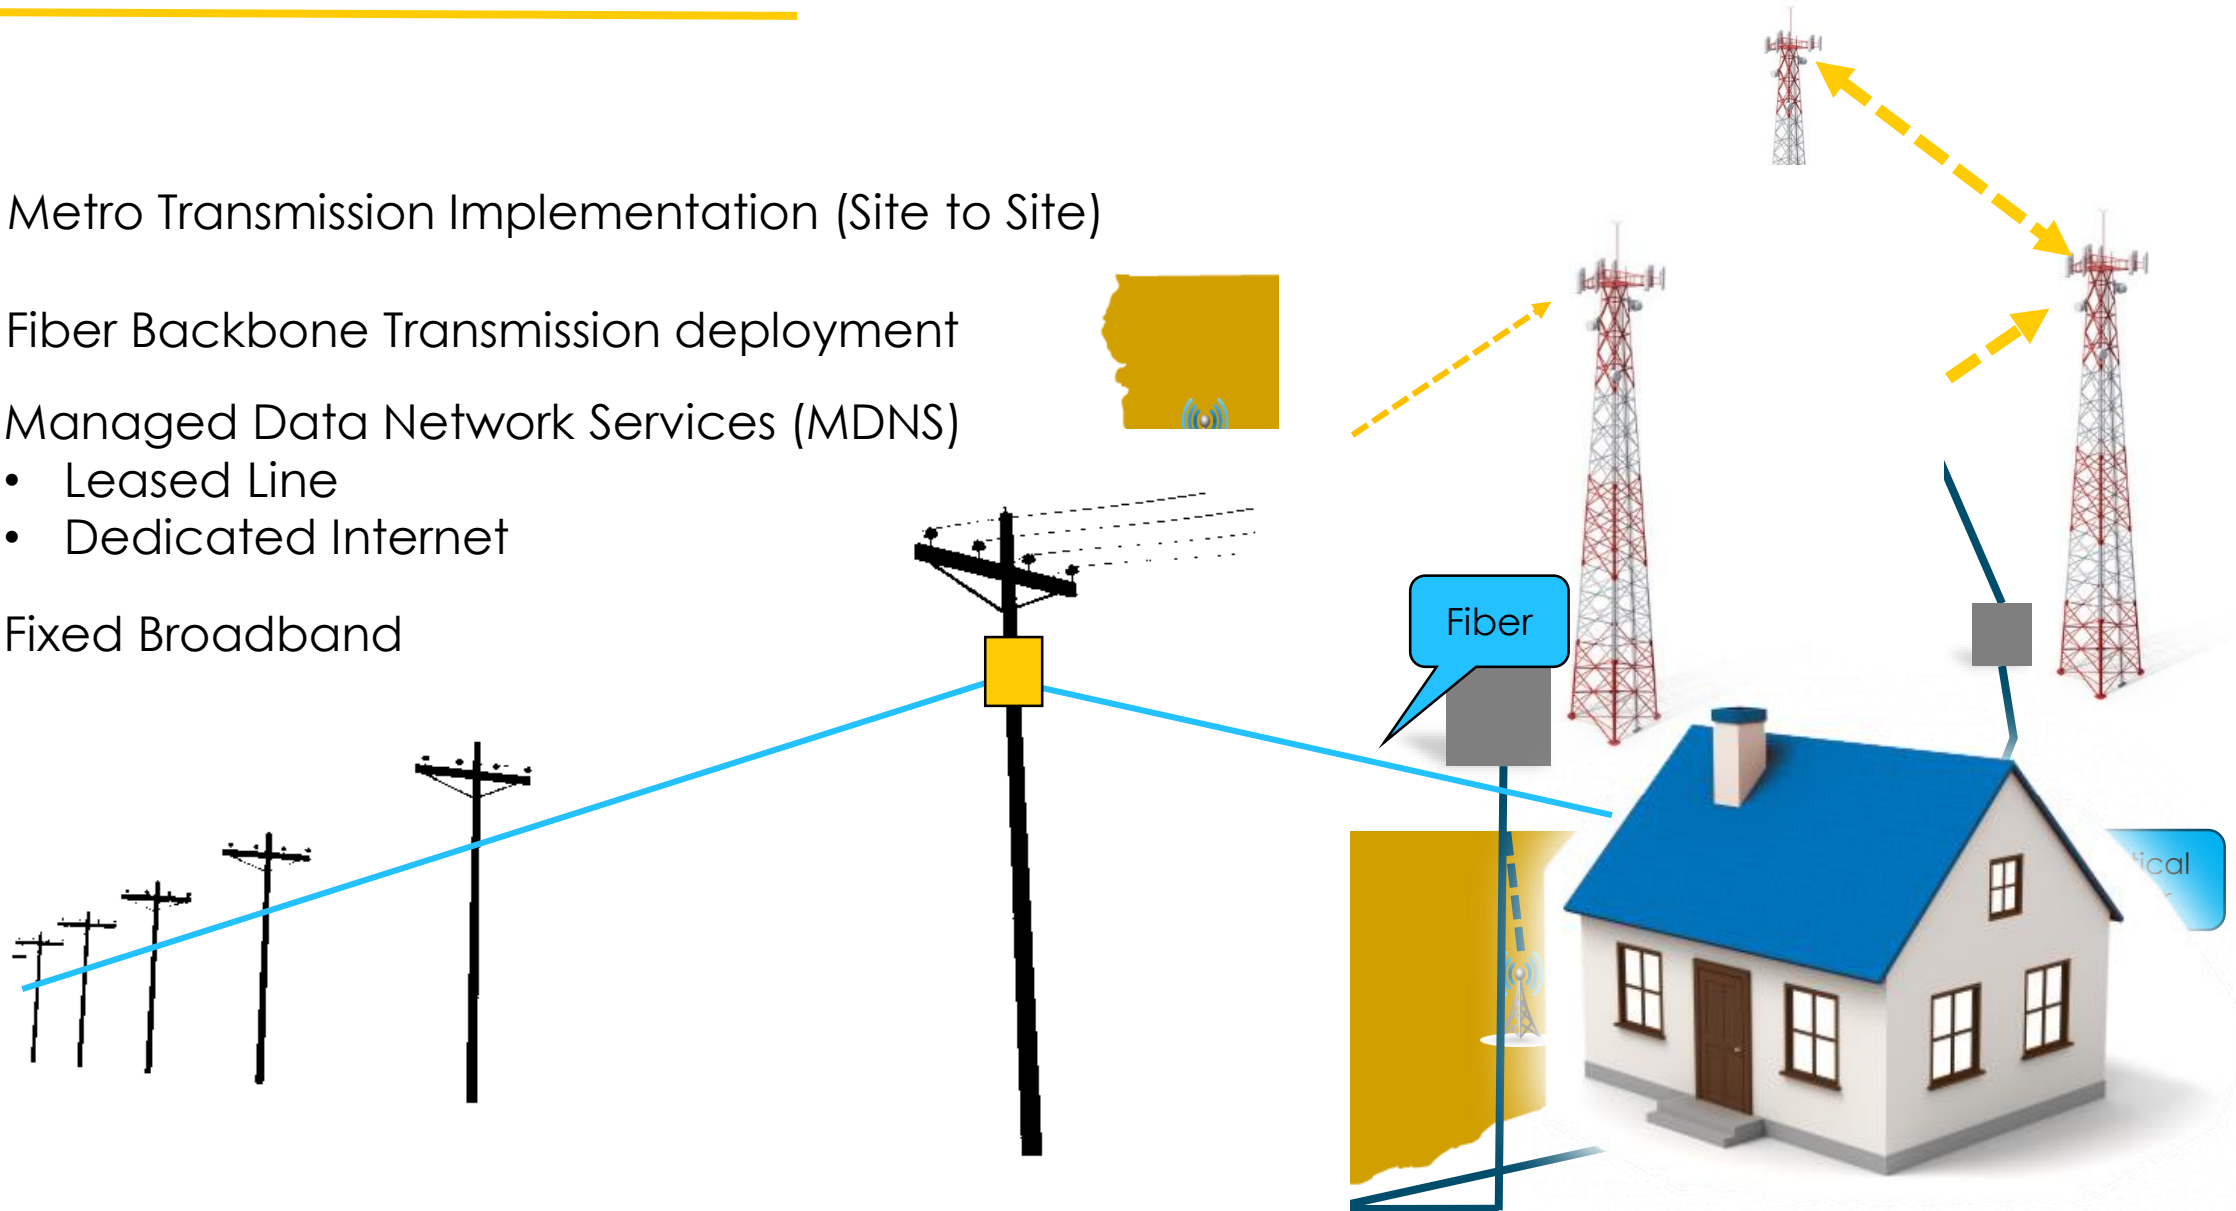 Metro Transmission Implementation (Site to Site)
Fiber Backbone Transmission deployment
Managed Data Network Services (MDNS)
• Leased Line
• Dedicated Internet
Fixed Broadband
Fiber